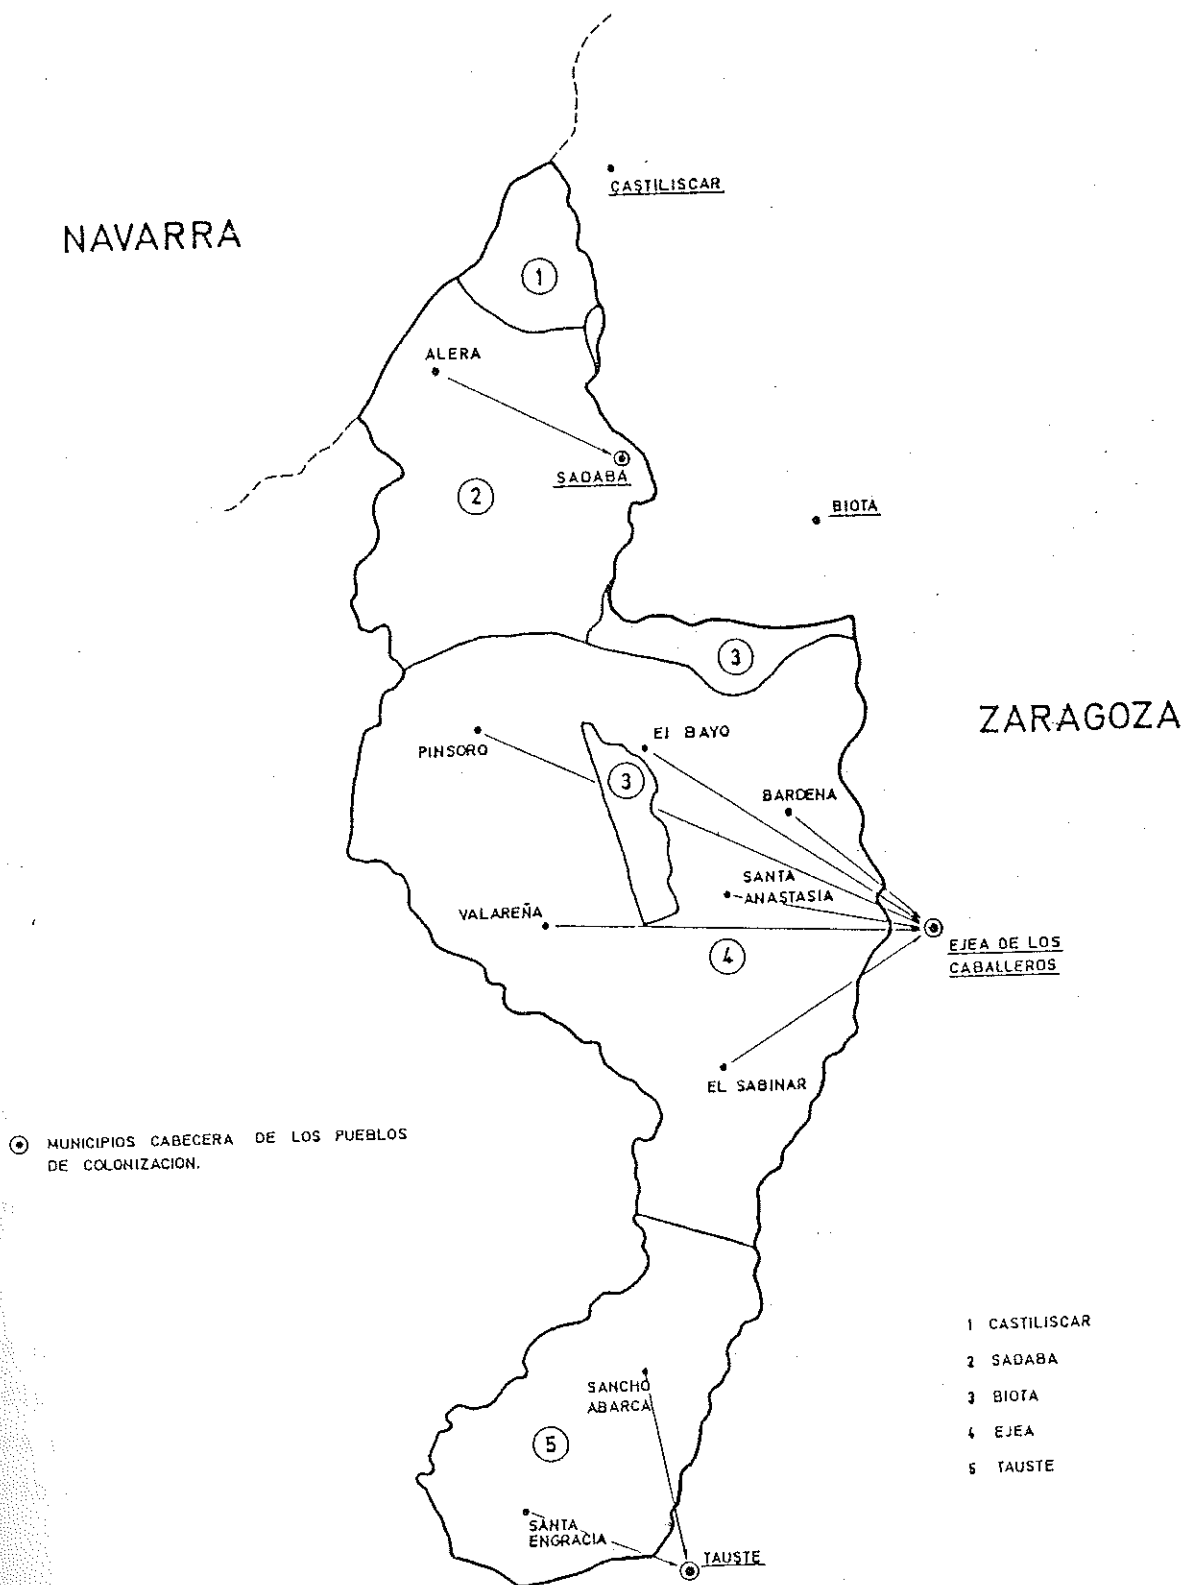 CASTILISCAR
NAVARRA
1
ALERA
SADABA
2
BIOTA
3
ZARAGOZA
PINSORO
El BAYO
3
BARDENA
SANTA
ANASTASIA
VALAREÑA
4
EJEA DE LOS
CABALLEROS
EL SABINAR
MUNICIPIOS CABECERA DE LOS PUEBLOS
DE COLONIZACION.
SANCHO
ABARCA
5
SANTA
ENGRACIA
TAUSTE
1 CASTILISCAR
2 SADABA
3 BIOTA
4 EJEA
5 TAUSTE